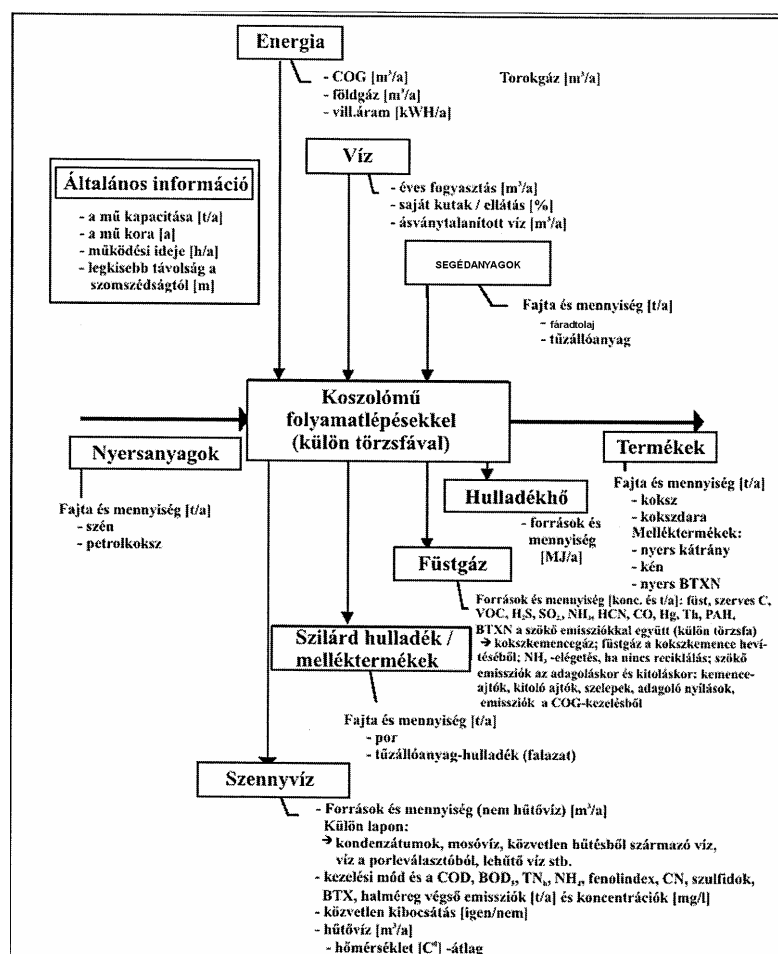 Energia
- COG [m³/a] Torokgáz [m³/a]
- földgáz [m³/a]
- vill.áram [kWH/a]
Víz
- éves fogyasztás [m³/a]
- saját kutak / ellátás [%]
- ásványtalanított víz [m³/a]
Általános információ
- a mű kapacitása [t/a]
- a mű kora [a]
- működési ideje [h/a]
- legkisebb távolság a
szomszédságtól [m]
SEGÉDANYAGOK
Fajta és mennyiség [t/a]
- fáradtolaj
- tűzállóanyag
Koszolómű
folyamatlépésekkel
(külön törzsfával)
Nyersanyagok
Fajta és mennyiség [t/a]
- szén
- petrolkoksz
Termékek
Fajta és mennyiség [t/a]
- koksz
- kokszdara
Melléktermékek:
- nyers kátrány
- kén
- nyers BTXN
Hulladékhő
- források és
mennyiség
[MJ/a]
Füstgáz
Források és mennyiség [konc. és t/a]: füst, szerves C,
VOC, H₂S, SO₂, NH₃, HCN, CO, Hg, Th, PAH,
BTXN a szökő emissziókkal együtt (külön törzsfa)
→ kokszkemencegáz; füstgáz a kokszkemence heví-
téséből; NH₃ -elégetés, ha nincs reciklálás; szökő
emissziók az adagoláskor és kitoláskor: kemence-
ajtók, kitoló ajtók, szelepek, adagoló nyílások,
emissziók a COG-kezelésből
Szilárd hulladék /
melléktermékek
Fajta és mennyiség [t/a]
- por
- tűzállóanyag-hulladék (falazat)
Szennyvíz
- Források és mennyiség (nem hűtővíz) [m³/a]
Külön lapon:
→ kondenzátumok, mosóvíz, közvetlen hűtésből származó víz,
víz a porleválasztóból, lehűtő víz stb.
- kezelési mód és a COD, BOD₅, TNₖ, NH₄, fenolindex, CN, szulfidok,
BTX, halméreg végső emissziók [t/a] és koncentrációk [mg/l]
- közvetlen kibocsátás [igen/nem]
- hűtővíz [m³/a]
- hőmérséklet [C⁰] -átlag